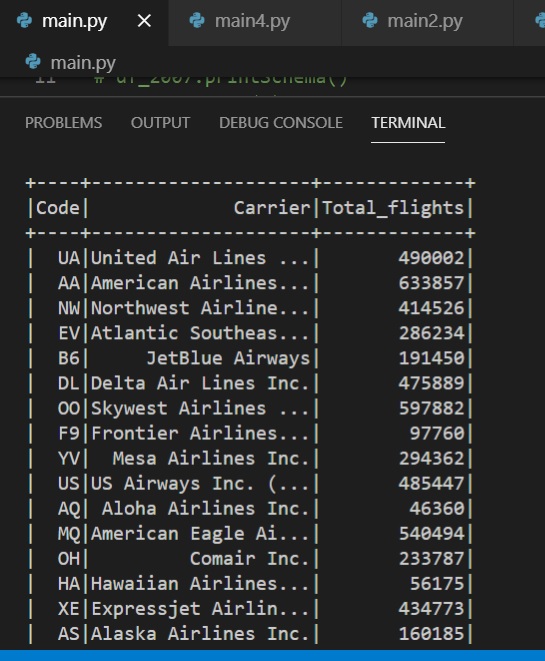 main.py × main4.py main2.py
main.py
# df_2007.printSchema()
PROBLEMS OUTPUT DEBUG CONSOLE TERMINAL
+----+--------------------+-------------+
|Code|             Carrier|Total_flights|
+----+--------------------+-------------+
|  UA|United Air Lines ...|       490002|
|  AA|American Airlines...|       633857|
|  NW|Northwest Airline...|       414526|
|  EV|Atlantic Southeas...|       286234|
|  B6|     JetBlue Airways|       191450|
|  DL|Delta Air Lines Inc.|       475889|
|  OO|Skywest Airlines ...|       597882|
|  F9|Frontier Airlines...|        97760|
|  YV|  Mesa Airlines Inc.|       294362|
|  US|US Airways Inc. (...|       485447|
|  AQ| Aloha Airlines Inc.|        46360|
|  MQ|American Eagle Ai...|       540494|
|  OH|         Comair Inc.|       233787|
|  HA|Hawaiian Airlines...|        56175|
|  XE|Expressjet Airlin...|       434773|
|  AS|Alaska Airlines Inc.|       160185|